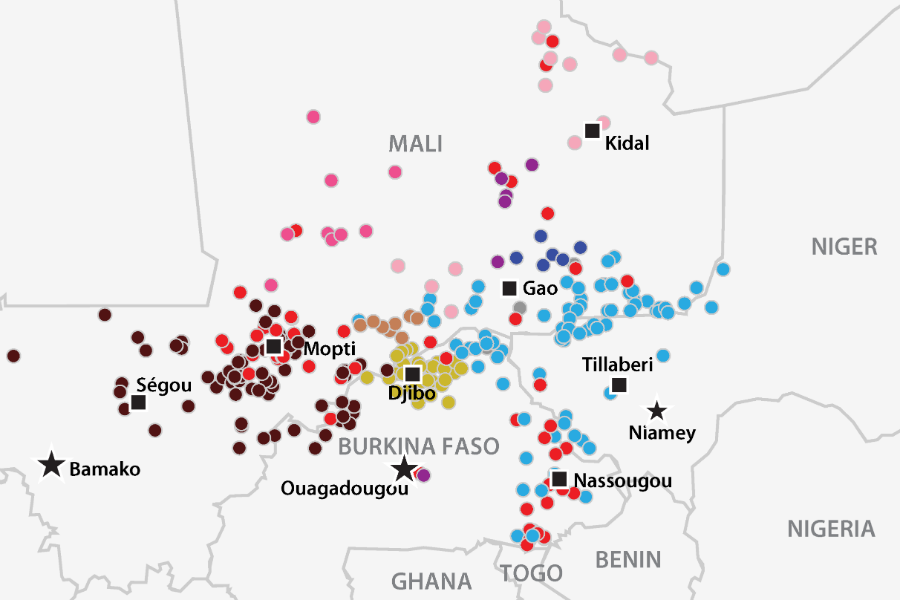 MALI
Kidal
NIGER
Gao
Mopti
Tillaberi
Ségou
Djibo
Niamey
BURKINA FASO
Bamako
Ouagadougou
Nassougou
NIGERIA
BENIN
TOGO
GHANA